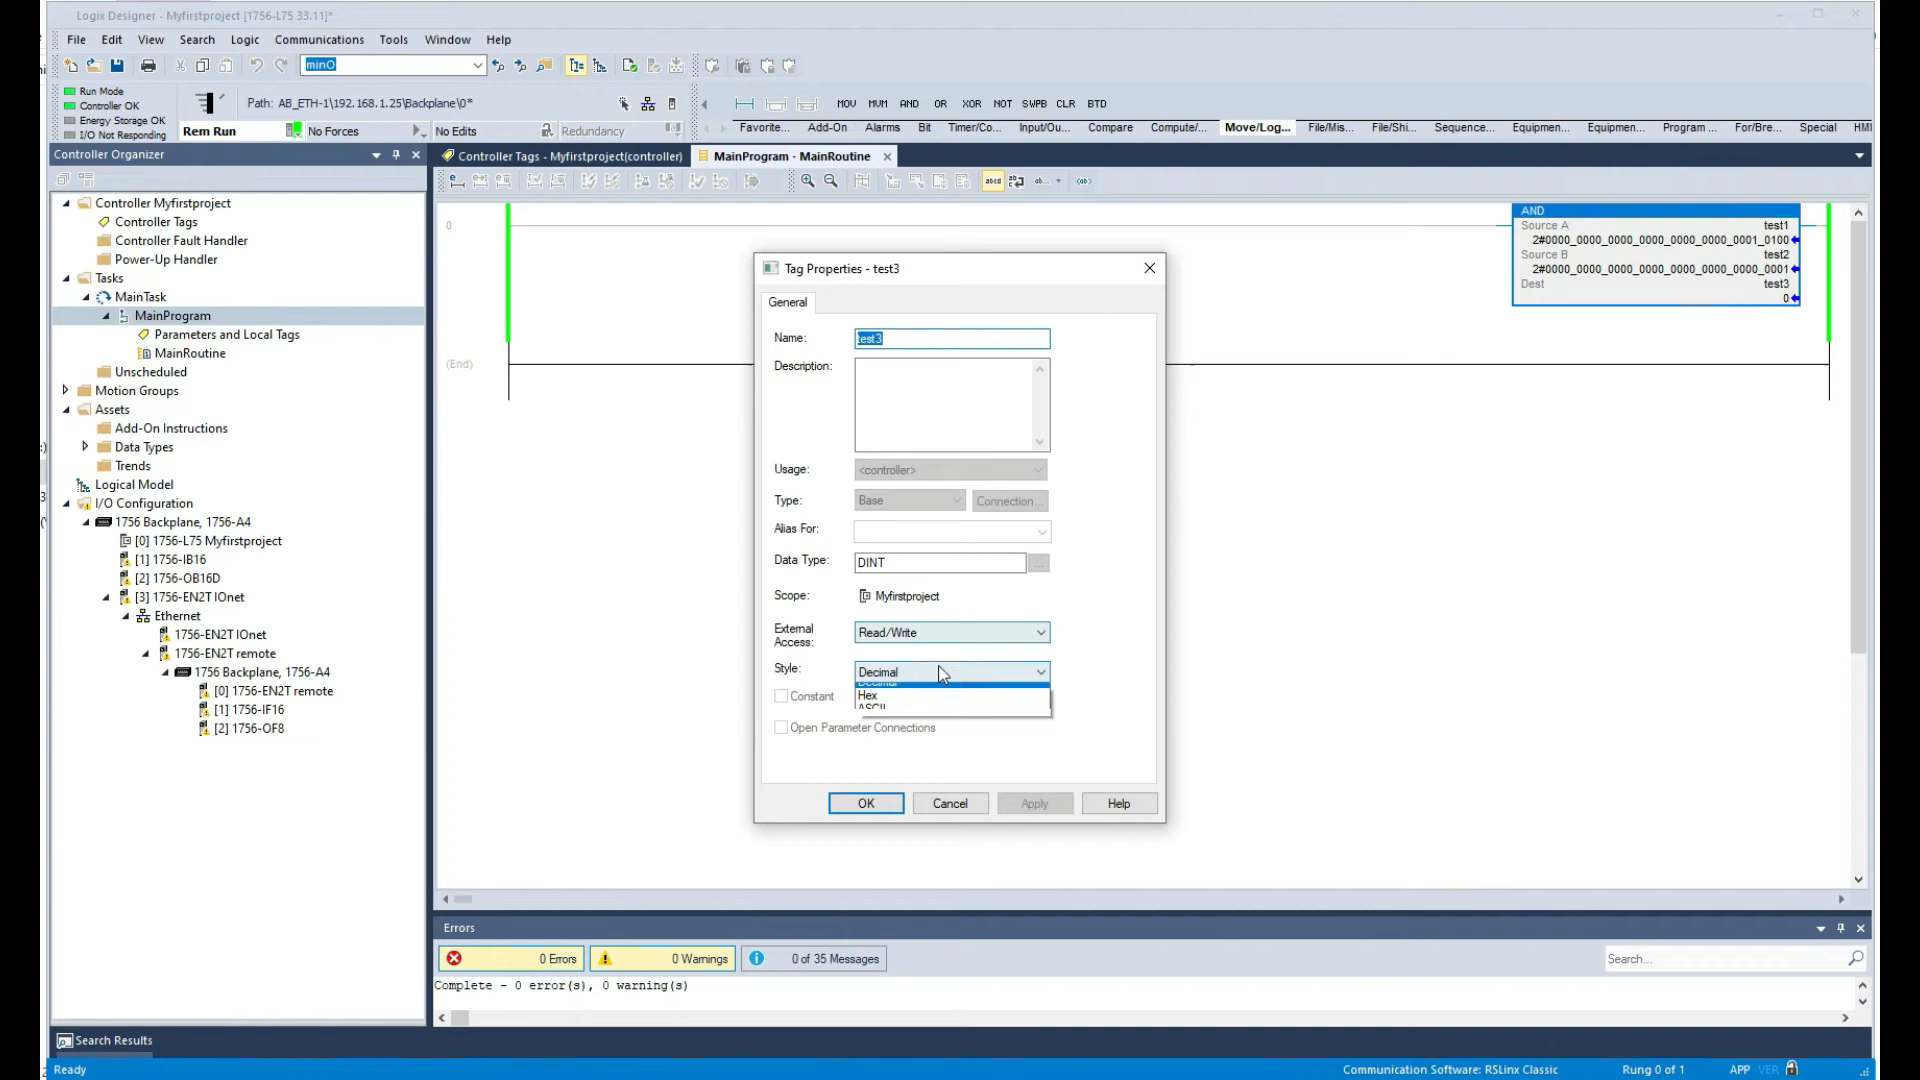 Logix Designer - Myfirstproject [1756-L75 33.11]*
File Edit View Search Logic Communications Tools Window Help
minO
Run Mode
Controller OK
Energy Storage OK
I/O Not Responding
Path: AB_ETH-1\192.168.1.25\Backplane\0*
Rem Run No Forces No Edits Redundancy
MOV MVM AND OR XOR NOT SWPB CLR BTD
Favorite... Add-On Alarms Bit Timer/Co... Input/Ou... Compare Compute/... Move/Log... File/Mis... File/Shi... Sequence... Equipmen... Equipmen... Program ... For/Bre... Special HMI
Controller Organizer
Controller Tags - Myfirstproject(controller) MainProgram - MainRoutine
Controller Myfirstproject
Controller Tags
Controller Fault Handler
Power-Up Handler
Tasks
MainTask
MainProgram
Parameters and Local Tags
MainRoutine
Unscheduled
Motion Groups
Assets
Add-On Instructions
Data Types
Trends
Logical Model
I/O Configuration
1756 Backplane, 1756-A4
[0] 1756-L75 Myfirstproject
[1] 1756-IB16
[2] 1756-OB16D
[3] 1756-EN2T IOnet
Ethernet
1756-EN2T IOnet
1756-EN2T remote
1756 Backplane, 1756-A4
[0] 1756-EN2T remote
[1] 1756-IF16
[2] 1756-OF8
0
(End)
AND
Source A test1
2#0000_0000_0000_0000_0000_0000_0001_0100
Source B test2
2#0000_0000_0000_0000_0000_0000_0000_0001
Dest test3
0
Tag Properties - test3
General
Name: test3
Description:
Usage: <controller>
Type: Base Connection...
Alias For:
Data Type: DINT ...
Scope: Myfirstproject
External Access: Read/Write
Style: Decimal
Decimal
Hex
ASCII
Constant
Open Parameter Connections
OK Cancel Apply Help
Errors
0 Errors 0 Warnings 0 of 35 Messages
Search...
Complete - 0 error(s), 0 warning(s)
Search Results
Ready Communication Software: RSLinx Classic Rung 0 of 1 APP VER